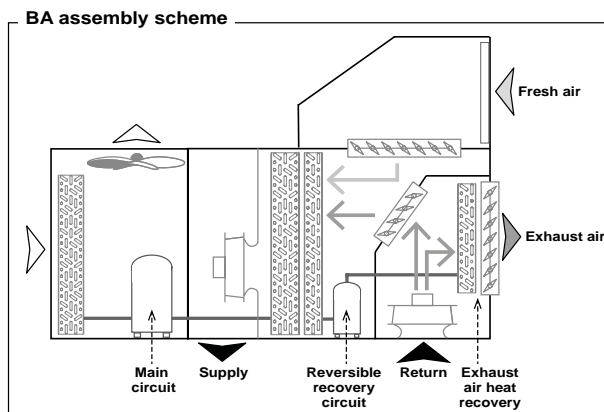 BA assembly scheme
Fresh air
Exhaust air
Main
circuit
Supply
Reversible
recovery
circuit
Return
Exhaust
air heat
recovery